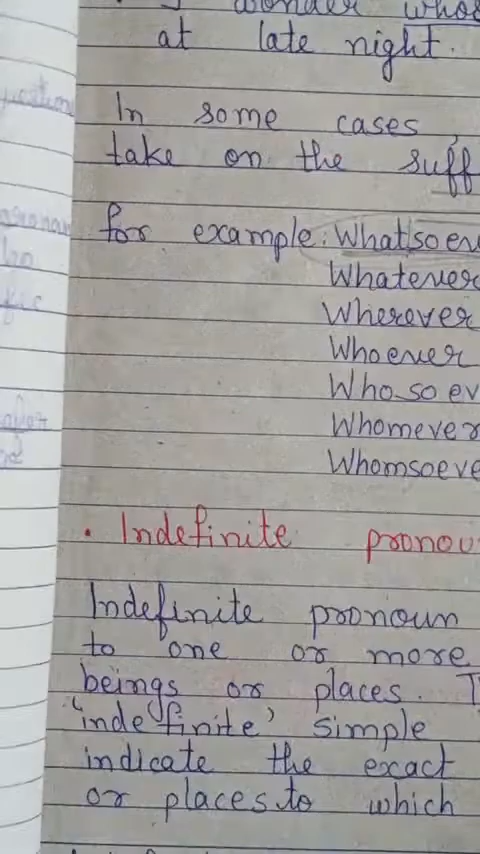 wonder whos
at late night.
In some cases,
take on the suff
for example: Whatsoev
Whatever
Wherever
Whoever
Who so ev
Whomever
Whomsoeve
• Indefinite pronou
Indefinite pronoun
to one or more
beings or places. T
'indefinite' simple
indicate the exact
or places to which